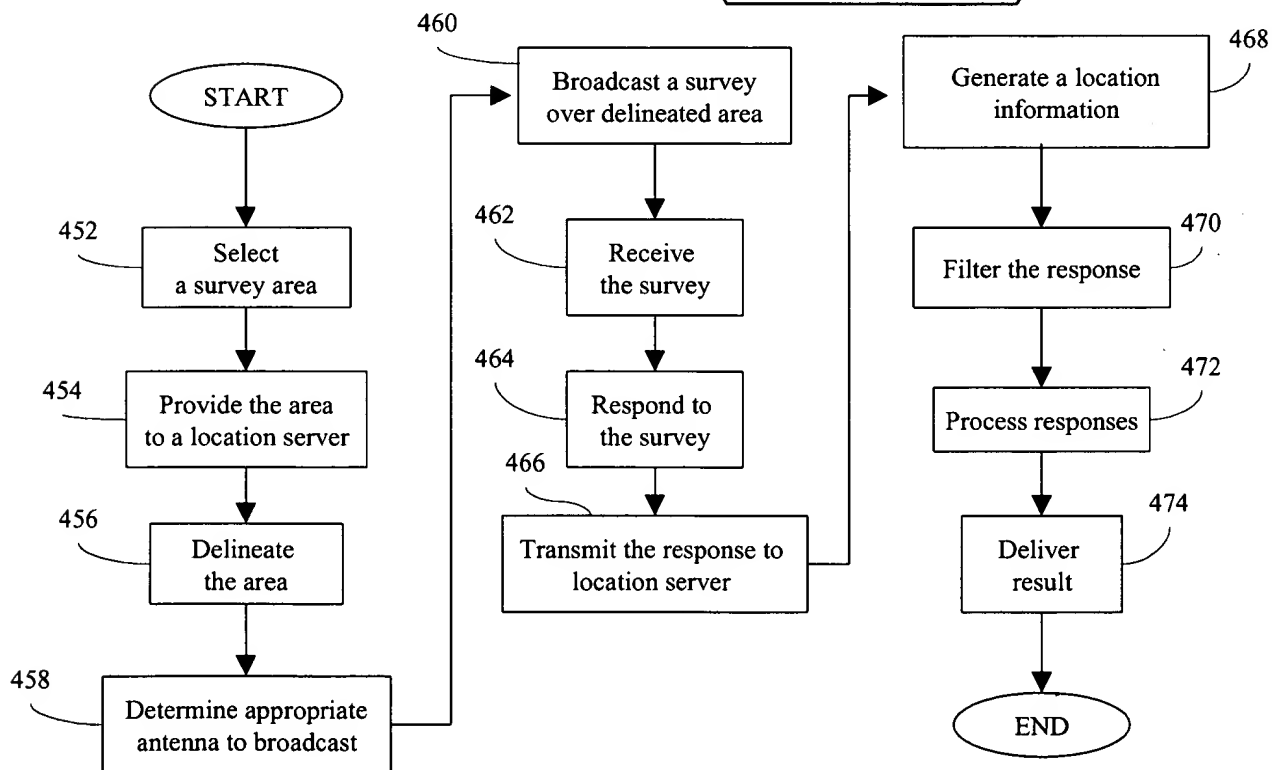 START
452
Select
a survey area
454
Provide the area
to a location server
456
Delineate
the area
458
Determine appropriate
antenna to broadcast
460
Broadcast a survey
over delineated area
462
Receive
the survey
464
Respond to
the survey
466
Transmit the response to
location server
468
Generate a location
information
470
Filter the response
472
Process responses
474
Deliver
result
END